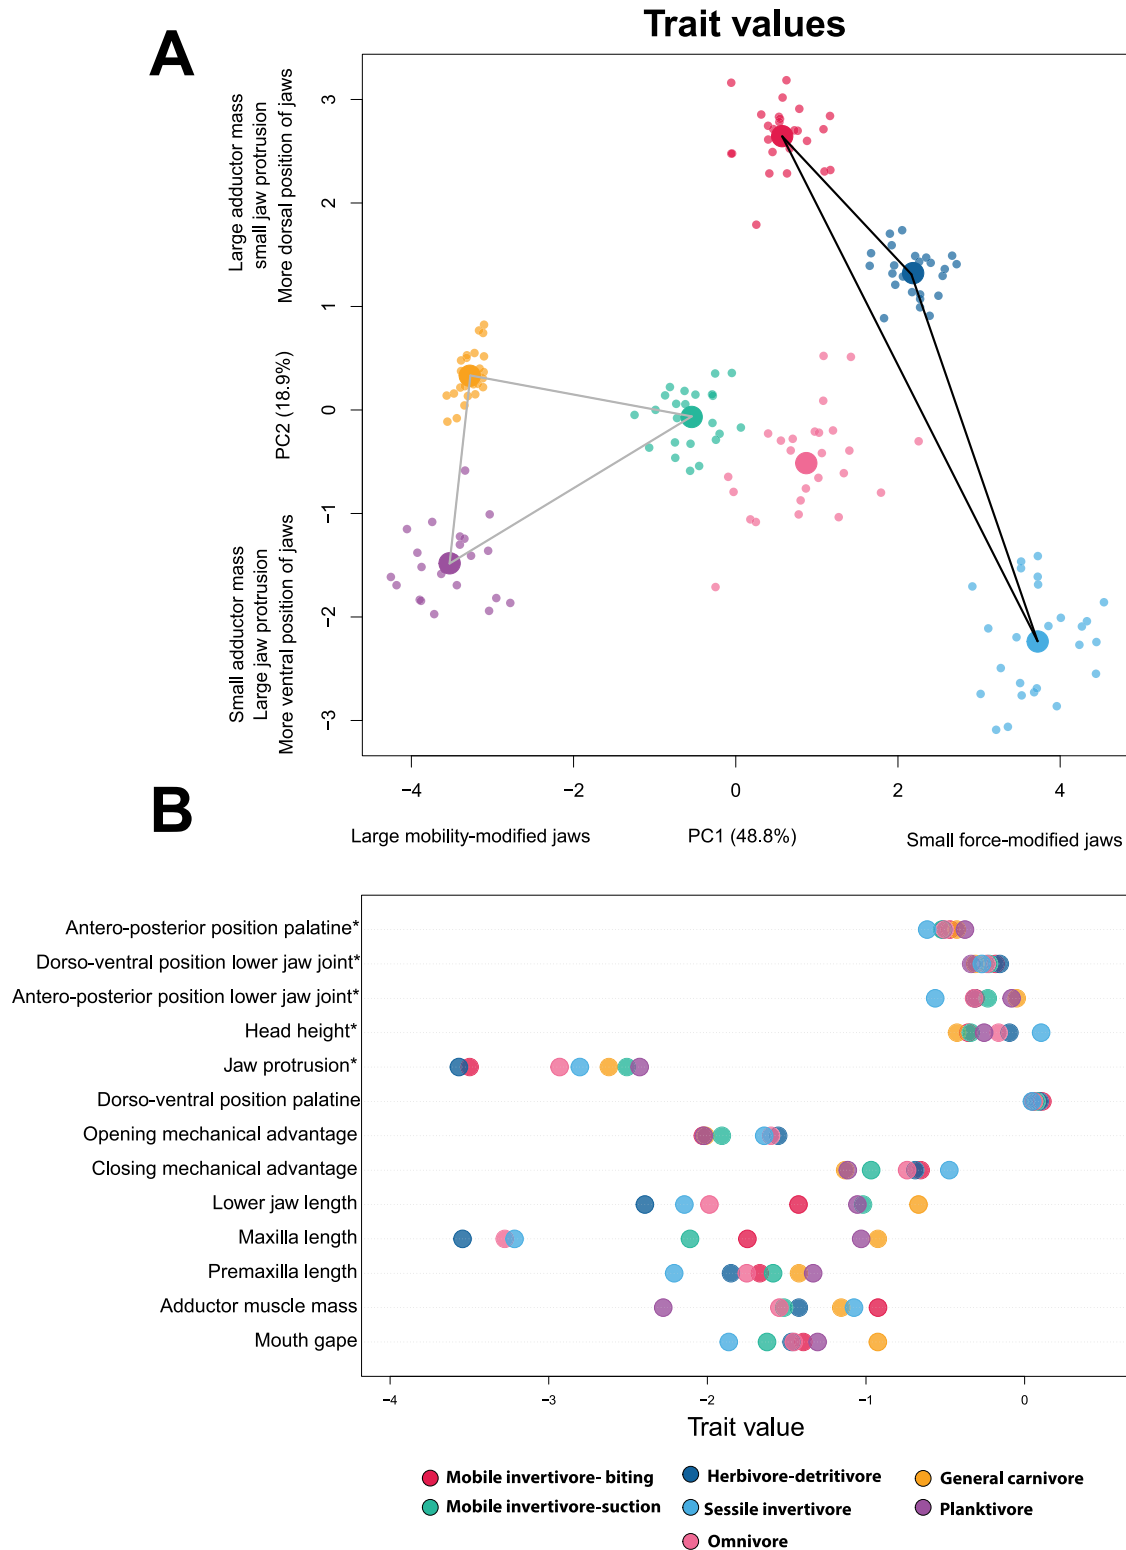 Trait values
A
Large adductor mass
small jaw protrusion
More dorsal position of jaws
PC2 (18.9%)
Small adductor mass
Large jaw protrusion
More ventral position of jaws
3
2
1
0
−1
−2
−3
−4
−2
0
2
4
Large mobility-modified jaws
PC1 (48.8%)
Small force-modified jaws
B
Antero-posterior position palatine*
Dorso-ventral position lower jaw joint*
Antero-posterior position lower jaw joint*
Head height*
Jaw protrusion*
Dorso-ventral position palatine
Opening mechanical advantage
Closing mechanical advantage
Lower jaw length
Maxilla length
Premaxilla length
Adductor muscle mass
Mouth gape
−4
−3
−2
−1
0
Trait value
Mobile invertivore- biting
Herbivore-detritivore
General carnivore
Mobile invertivore-suction
Sessile invertivore
Planktivore
Omnivore